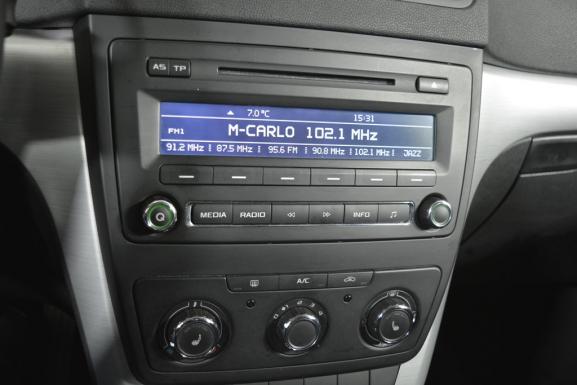 AS TP
7.0°C 15:31
FM1 M-CARLO 102.1 MHz
91.2 MHz 87.5 MHz 95.6 FM 90.8 MHz 102.1 MHz JAZZ
MEDIA RADIO INFO
A/C